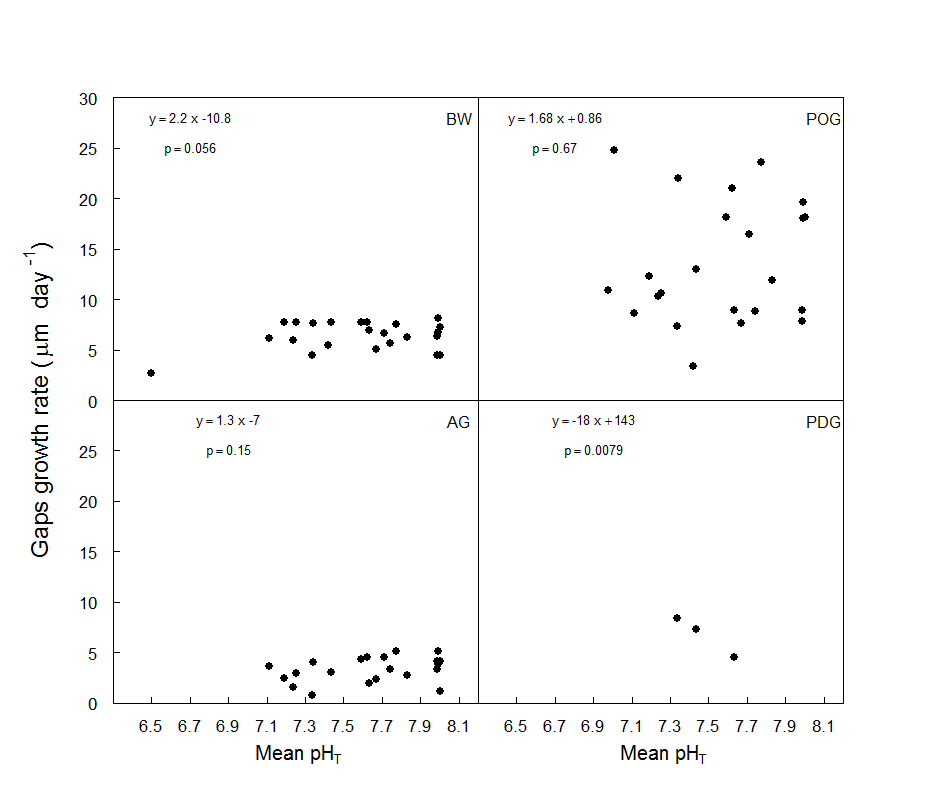 Gaps growth rate (μm day⁻¹)
30
25
20
15
10
5
0
25
20
15
10
5
0
y = 2.2 x -10.8
p = 0.056
BW
y = 1.68 x + 0.86
p = 0.67
POG
y = 1.3 x -7
p = 0.15
AG
y = -18 x + 143
p = 0.0079
PDG
6.5 6.7 6.9 7.1 7.3 7.5 7.7 7.9 8.1
6.5 6.7 6.9 7.1 7.3 7.5 7.7 7.9 8.1
Mean pH_T
Mean pH_T